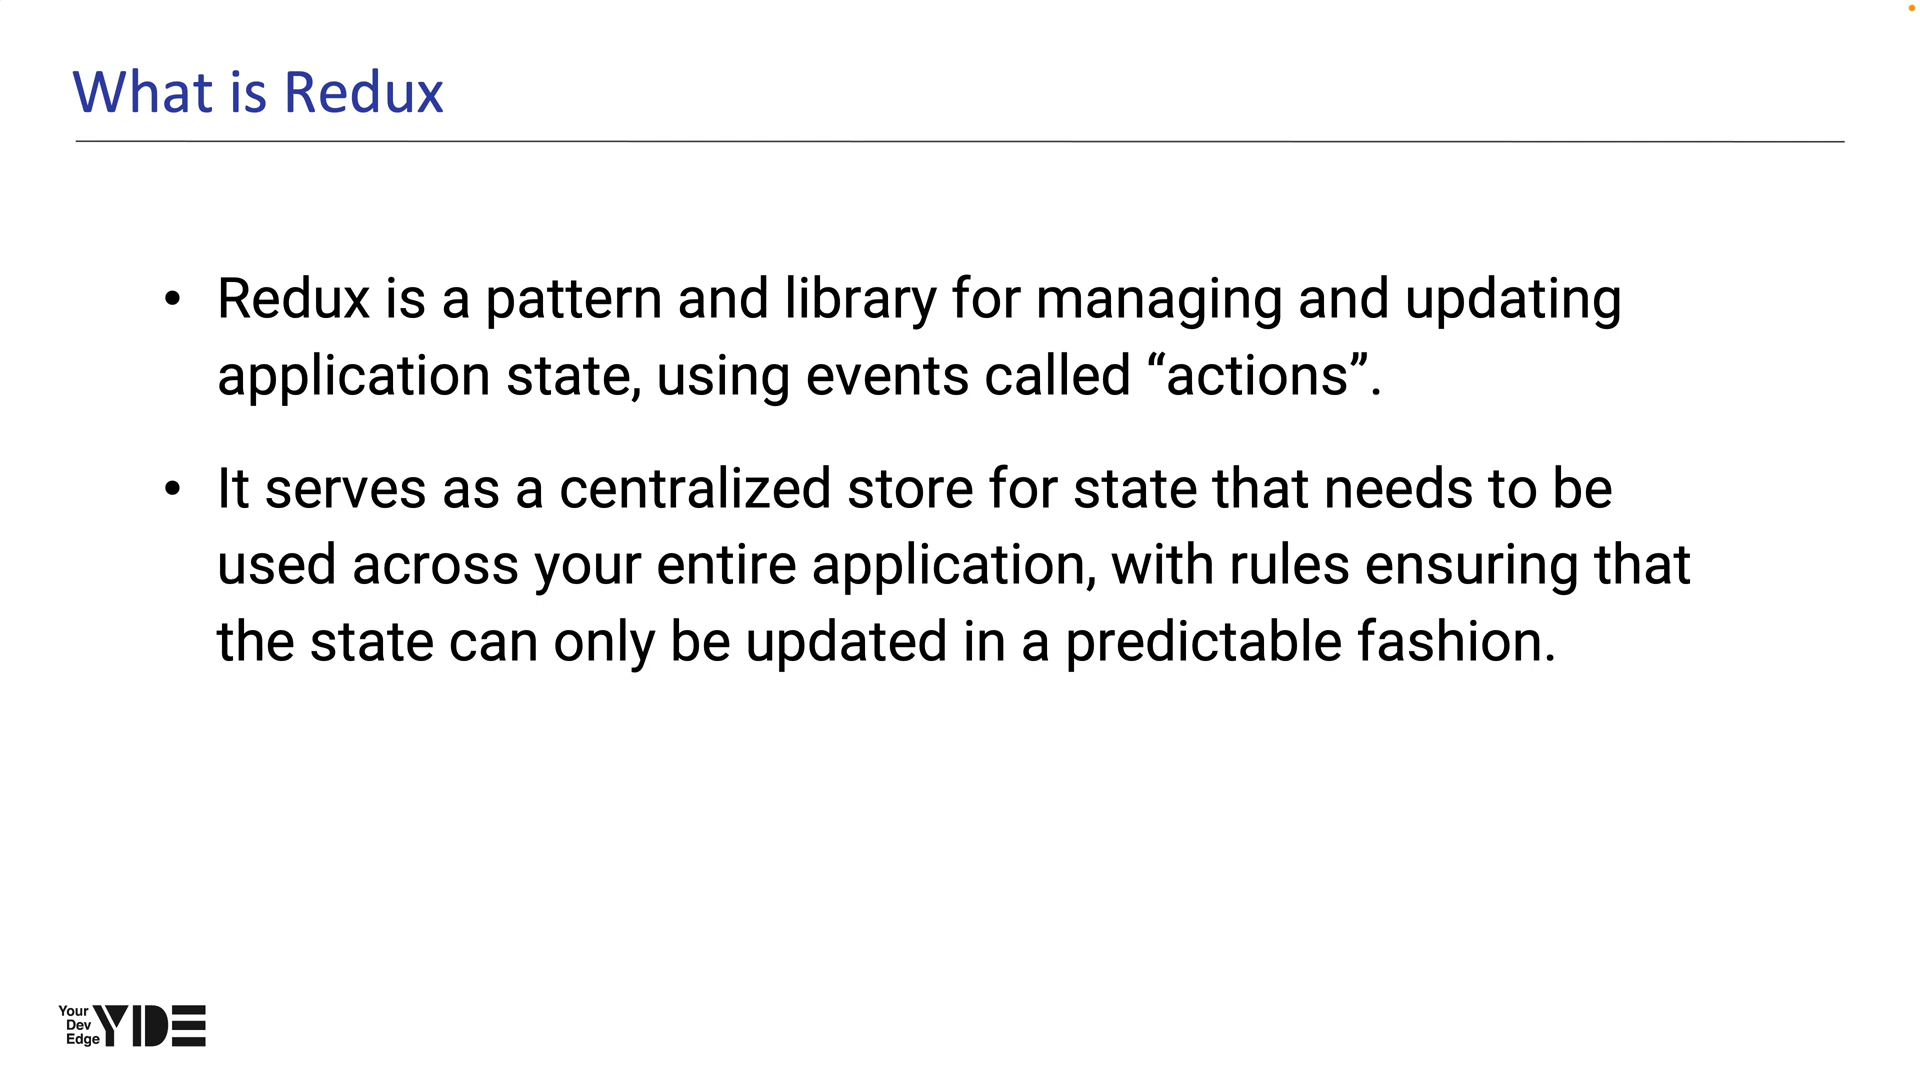 What is Redux
• Redux is a pattern and library for managing and updating
application state, using events called “actions”.
• It serves as a centralized store for state that needs to be
used across your entire application, with rules ensuring that
the state can only be updated in a predictable fashion.
Your
Dev
Edge
YDE